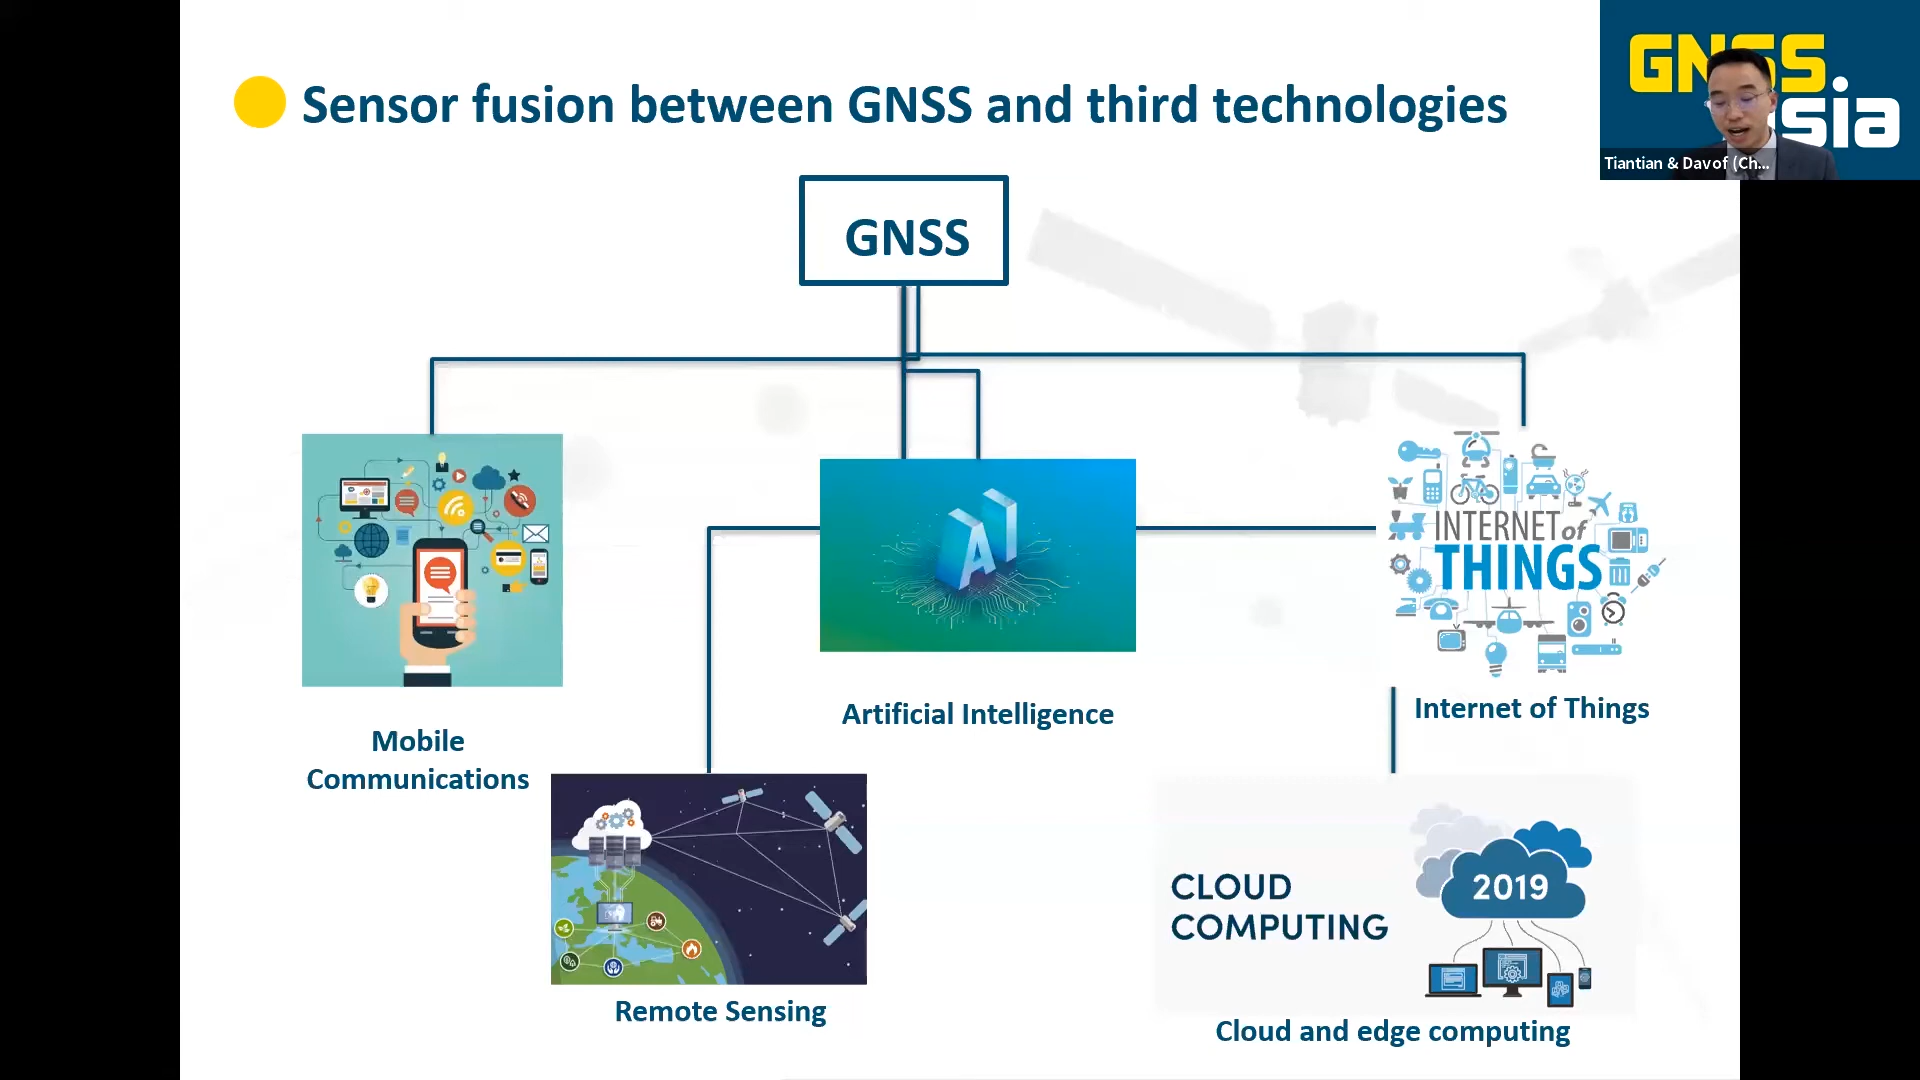 Sensor fusion between GNSS and third technologies
GNSS
Asia
Tiantian & Davof (Ch...
GNSS
AI
INTERNET of
THINGS
Mobile
Communications
Artificial Intelligence
Internet of Things
CLOUD
COMPUTING
2019
Remote Sensing
Cloud and edge computing